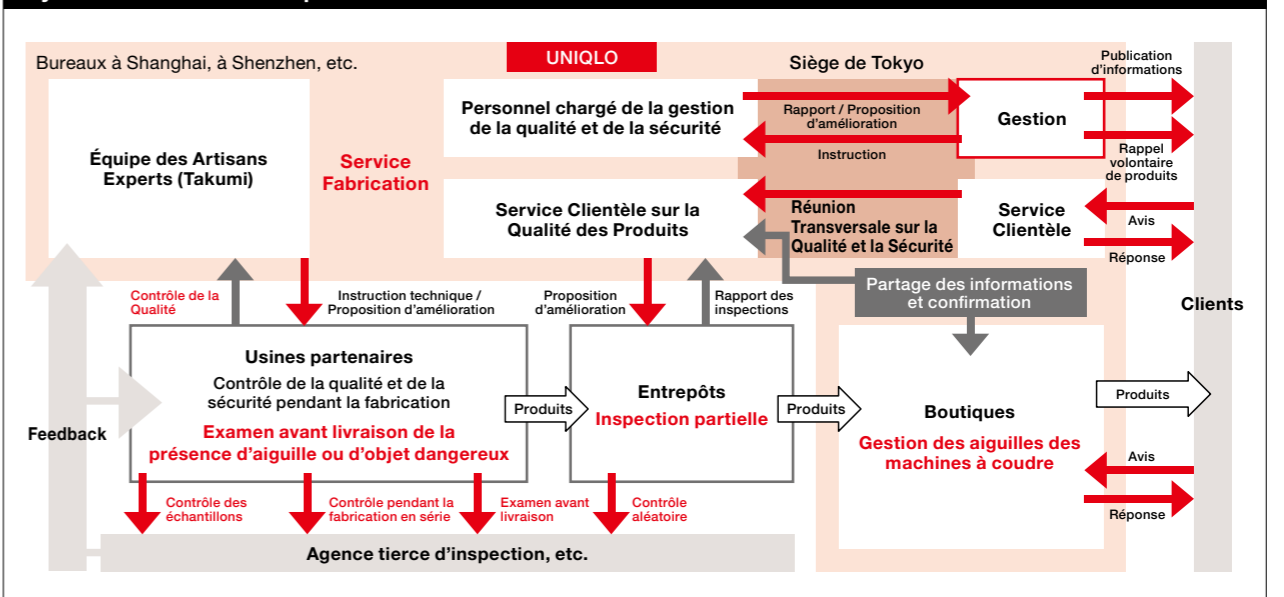 Bureaux à Shanghai, à Shenzhen, etc.
UNIQLO
Siège de Tokyo
Publication
d'informations
Équipe des Artisans
Experts (Takumi)
Service
Fabrication
Personnel chargé de la gestion
de la qualité et de la sécurité
Rapport / Proposition
d'amélioration
Instruction
Gestion
Rappel
volontaire
de produits
Service Clientèle sur la
Qualité des Produits
Réunion
Transversale sur la
Qualité et la Sécurité
Service
Clientèle
Avis
Réponse
Partage des informations
et confirmation
Clients
Contrôle de la
Qualité
Instruction technique /
Proposition d'amélioration
Proposition
d'amélioration
Rapport des
inspections
Usines partenaires
Contrôle de la qualité et de la
sécurité pendant la fabrication
Examen avant livraison de la
présence d'aiguille ou d'objet dangereux
Produits
Entrepôts
Inspection partielle
Produits
Boutiques
Gestion des aiguilles des
machines à coudre
Produits
Avis
Réponse
Feedback
Contrôle des
échantillons
Contrôle pendant la
fabrication en série
Examen avant
livraison
Contrôle
aléatoire
Agence tierce d'inspection, etc.